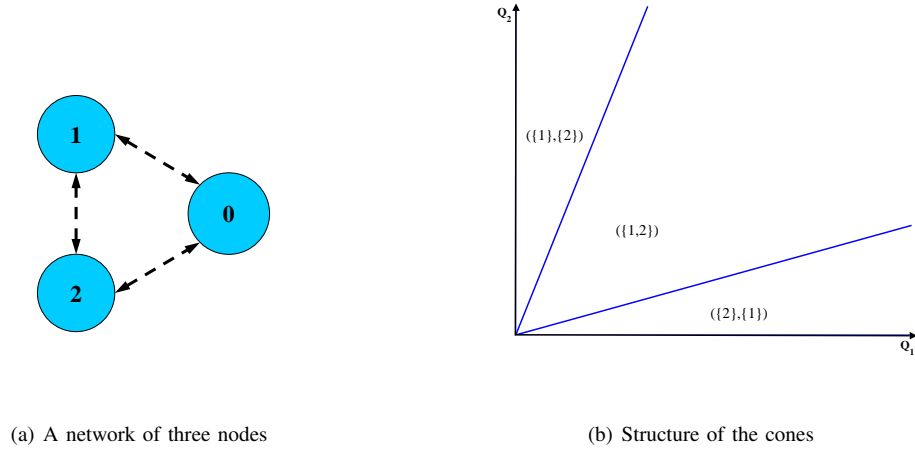 1
0
2
Q2
({1},{2})
({1,2})
({2},{1})
Q1
(a) A network of three nodes
(b) Structure of the cones